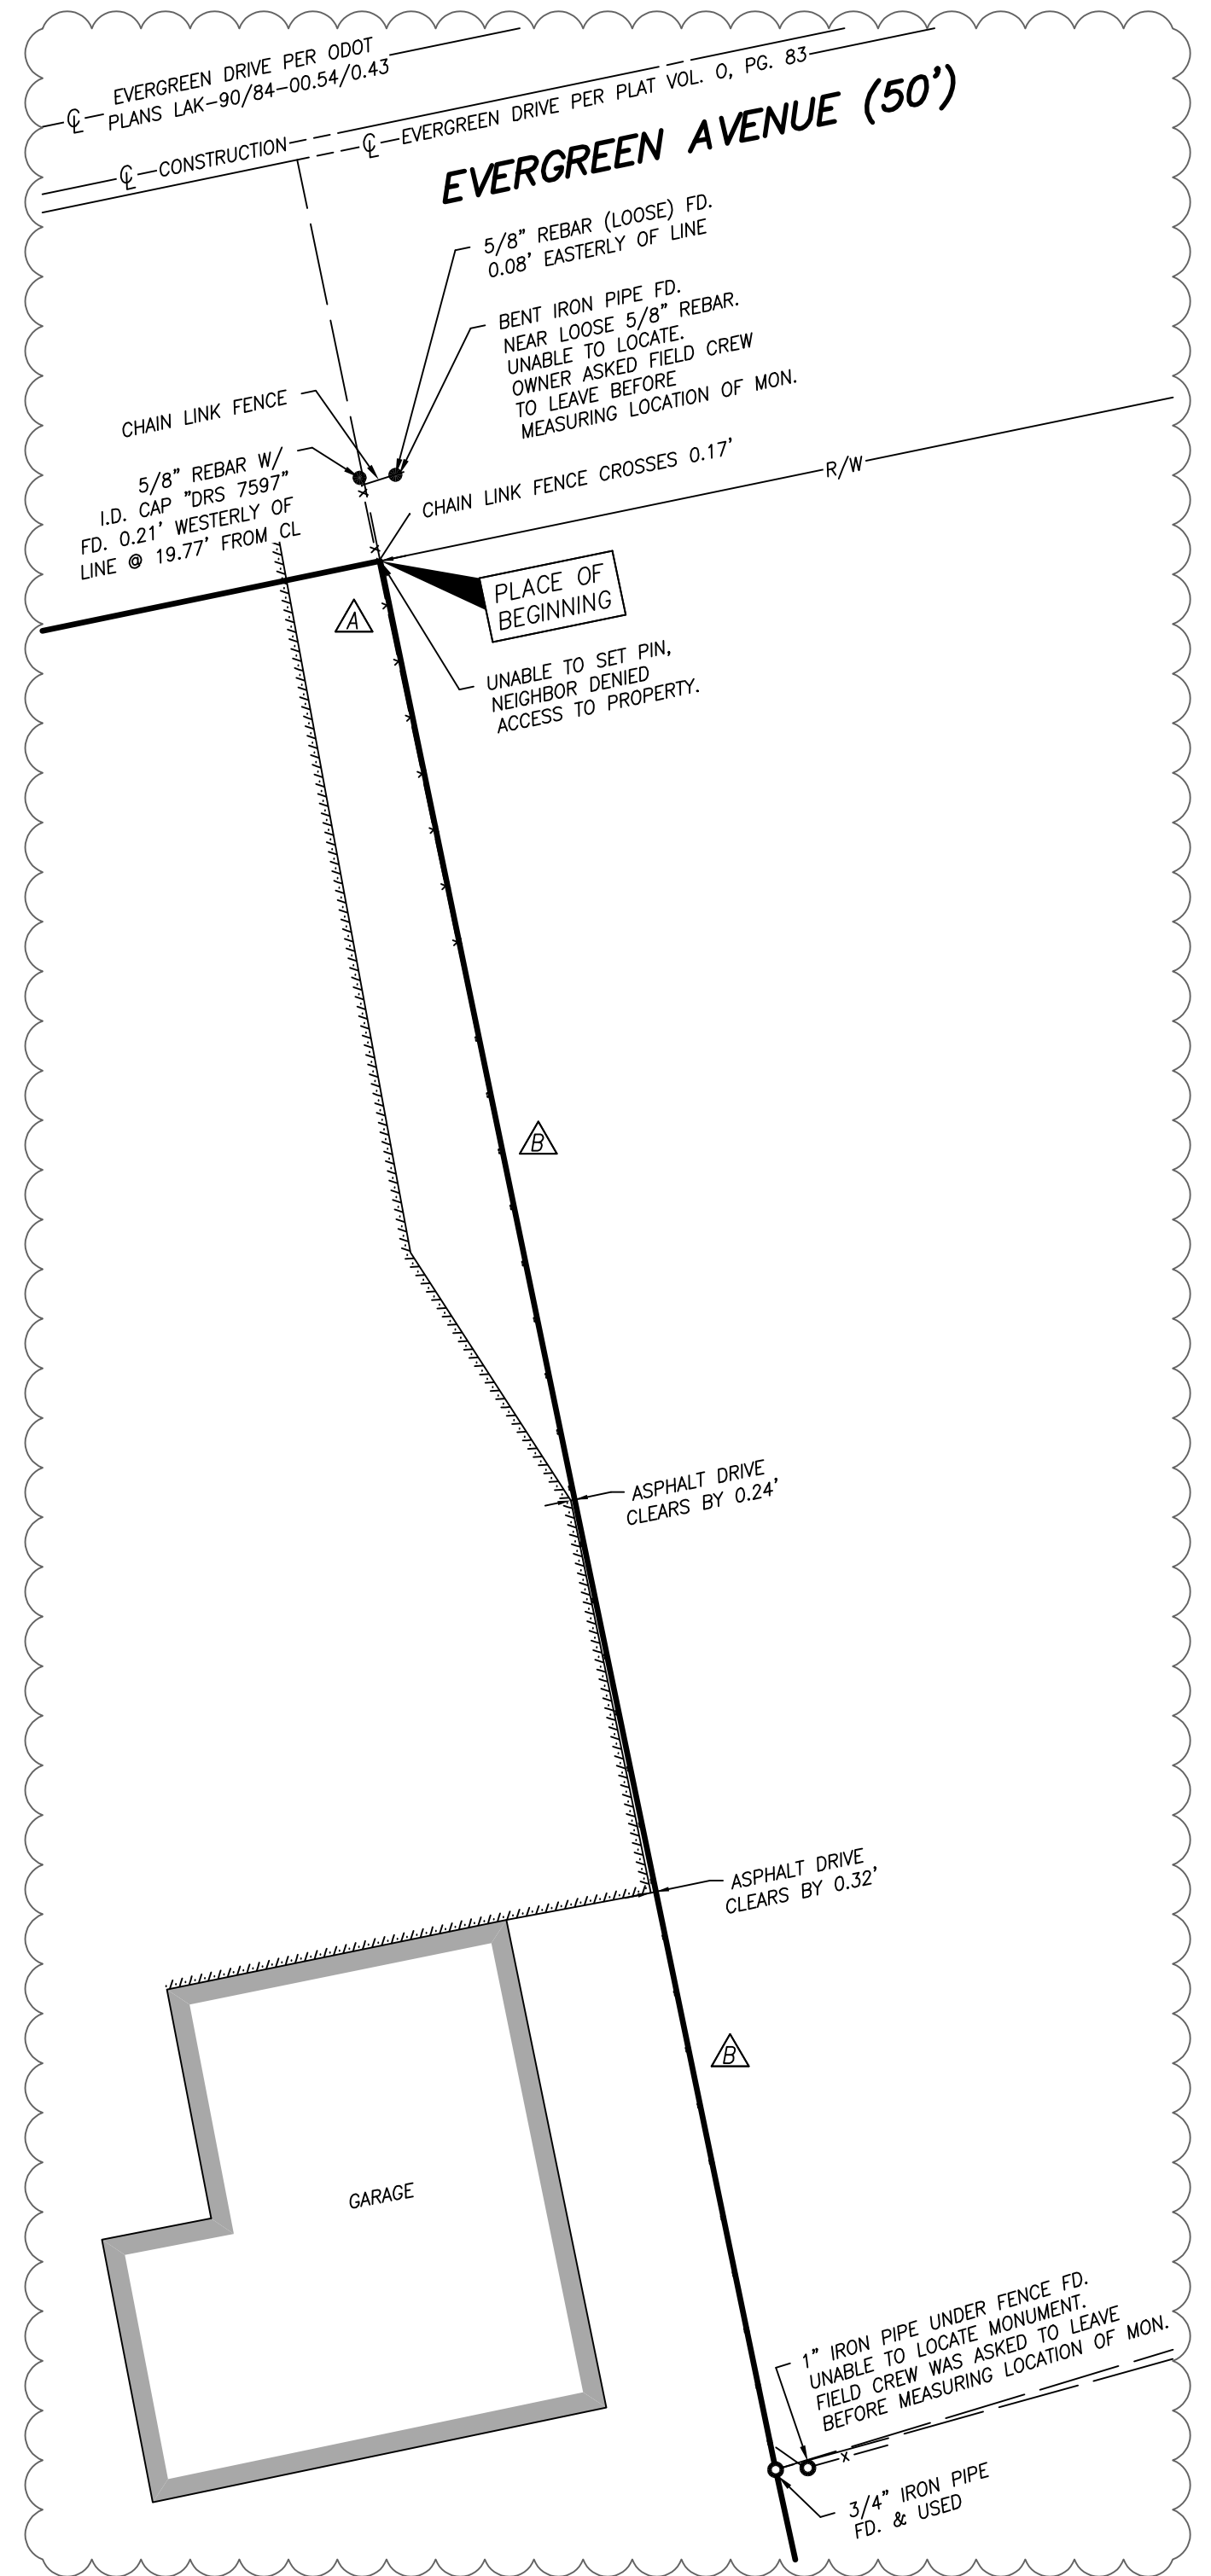 EVERGREEN DRIVE PER ODOT
℄ PLANS LAK-90/84-00.54/0.43
℄ CONSTRUCTION
℄ EVERGREEN DRIVE PER PLAT VOL. O, PG. 83
EVERGREEN AVENUE (50')
5/8" REBAR (LOOSE) FD.
0.08' EASTERLY OF LINE
BENT IRON PIPE FD.
NEAR LOOSE 5/8" REBAR.
UNABLE TO LOCATE.
OWNER ASKED FIELD CREW
TO LEAVE BEFORE
MEASURING LOCATION OF MON.
CHAIN LINK FENCE
5/8" REBAR W/
I.D. CAP "DRS 7597"
FD. 0.21' WESTERLY OF
LINE @ 19.77' FROM CL
CHAIN LINK FENCE CROSSES 0.17'
R/W
PLACE OF
BEGINNING
A
UNABLE TO SET PIN,
NEIGHBOR DENIED
ACCESS TO PROPERTY.
B
ASPHALT DRIVE
CLEARS BY 0.24'
ASPHALT DRIVE
CLEARS BY 0.32'
B
GARAGE
1" IRON PIPE UNDER FENCE FD.
UNABLE TO LOCATE MONUMENT.
FIELD CREW WAS ASKED TO LEAVE
BEFORE MEASURING LOCATION OF MON.
3/4" IRON PIPE
FD. & USED